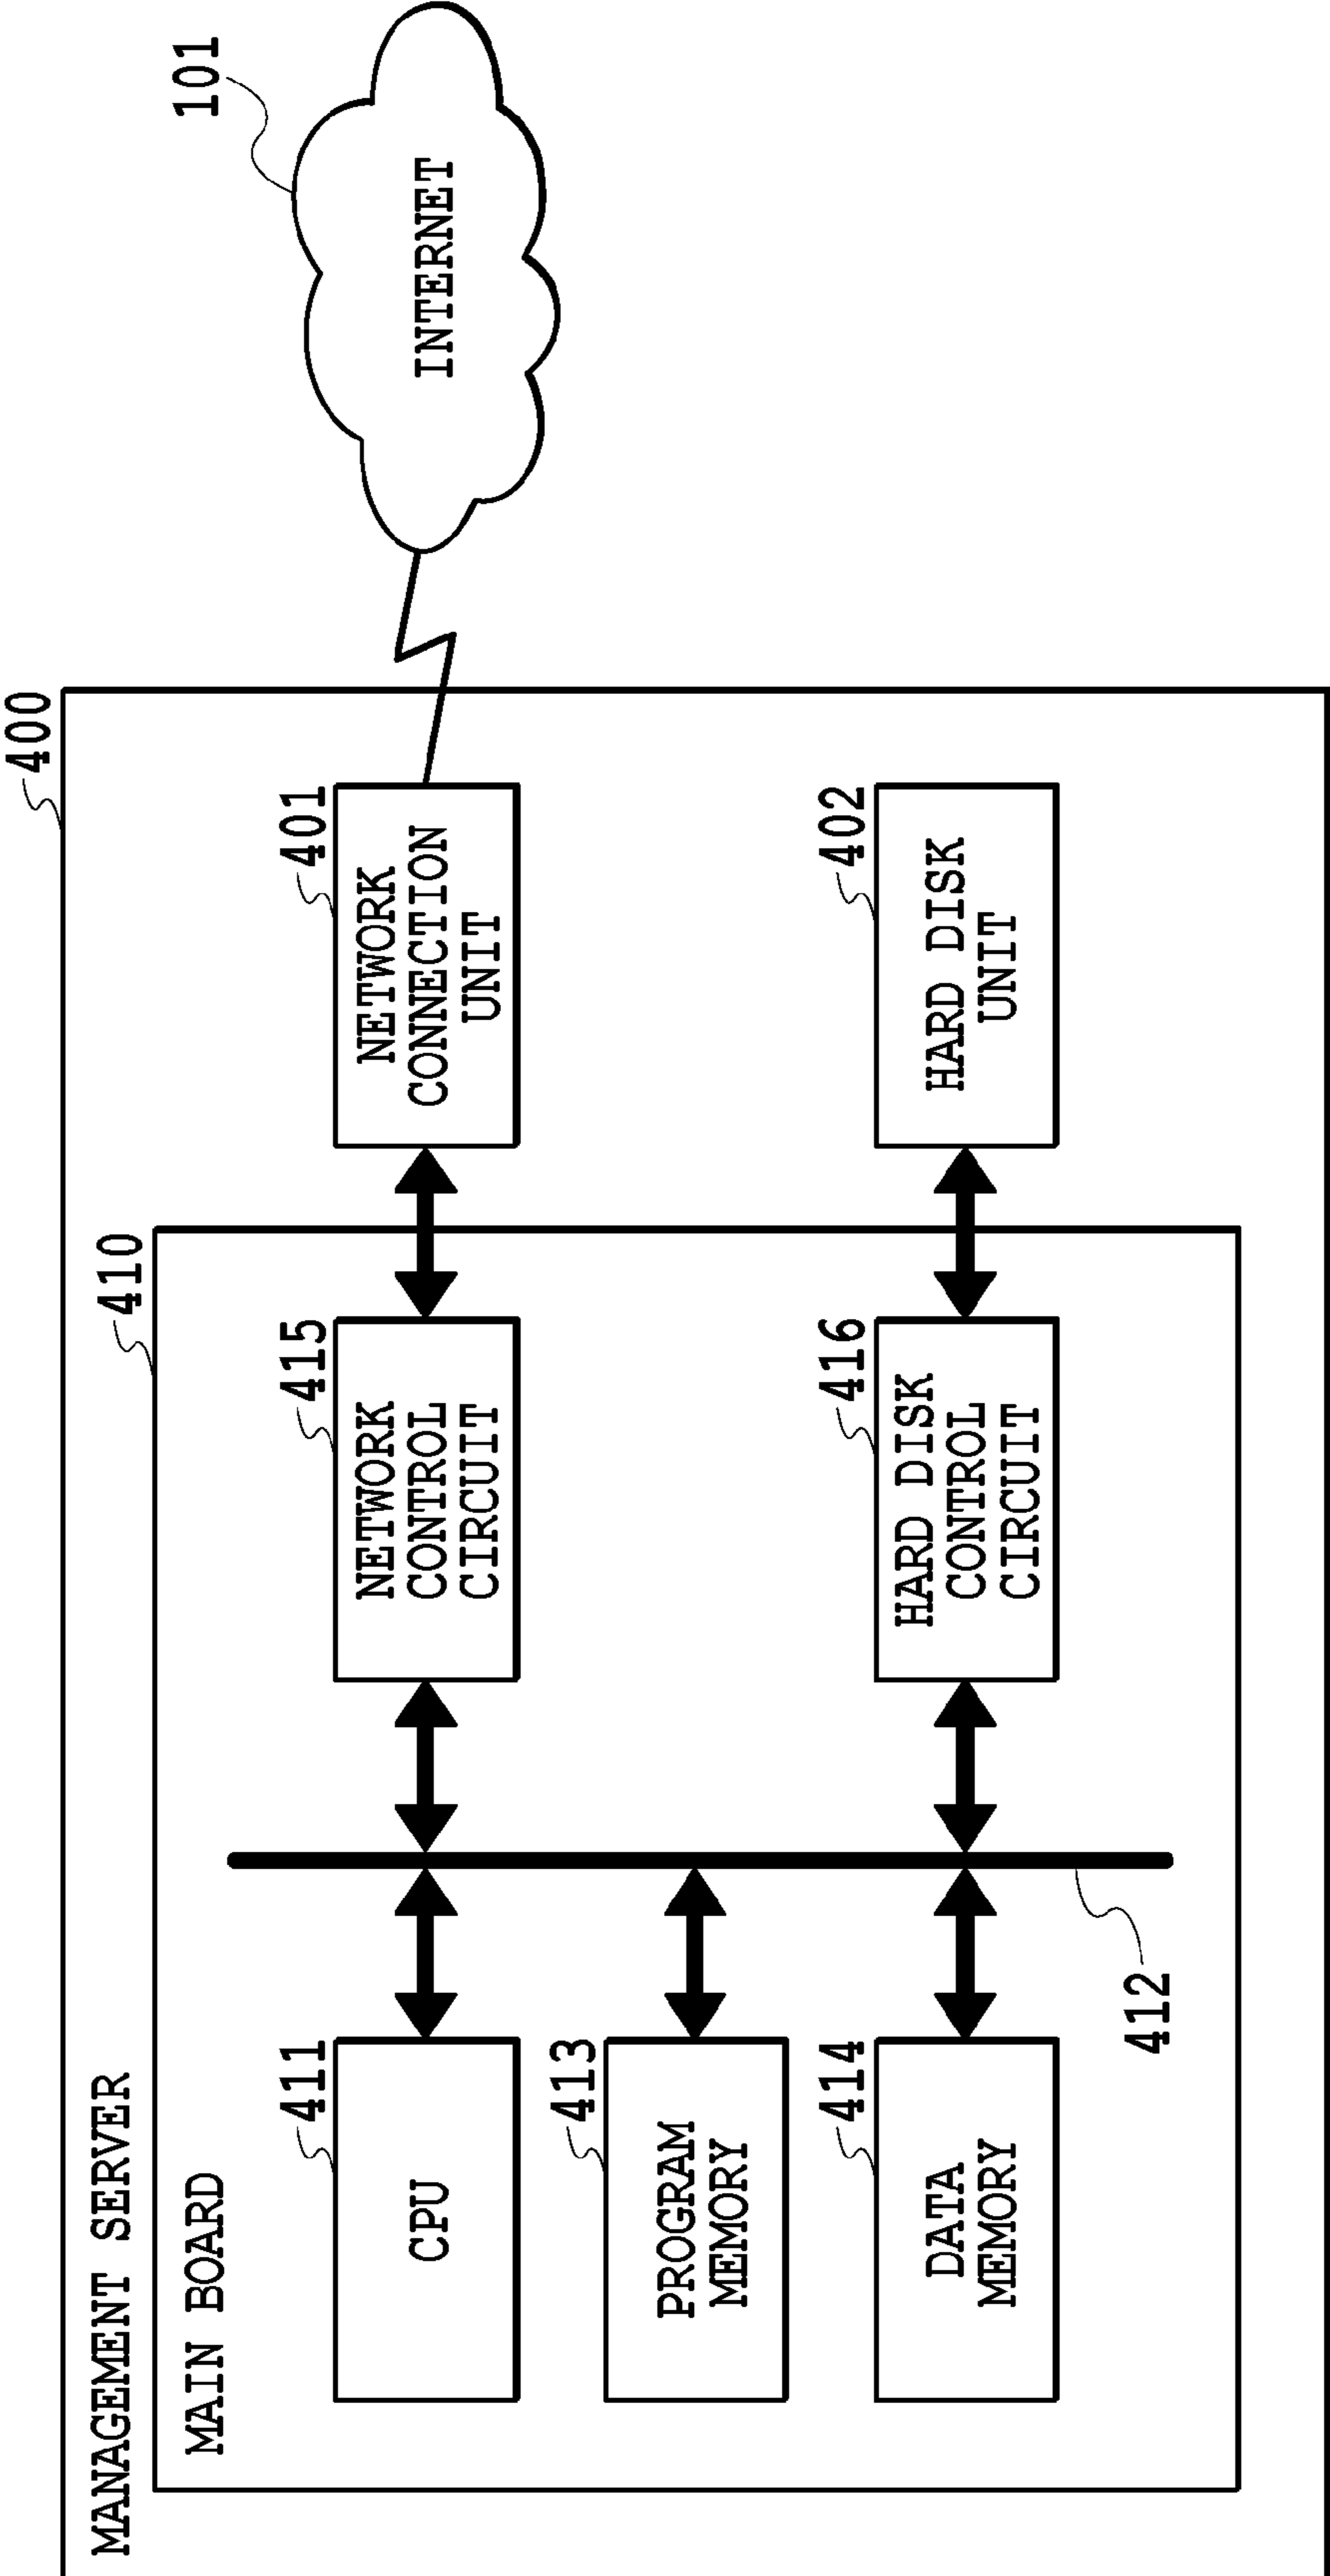 MANAGEMENT SERVER
400
MAIN BOARD
410
101
411
CPU
415
NETWORK
CONTROL
CIRCUIT
401
NETWORK
CONNECTION
UNIT
INTERNET
413
PROGRAM
MEMORY
414
DATA
MEMORY
416
HARD DISK
CONTROL
CIRCUIT
402
HARD DISK
UNIT
412